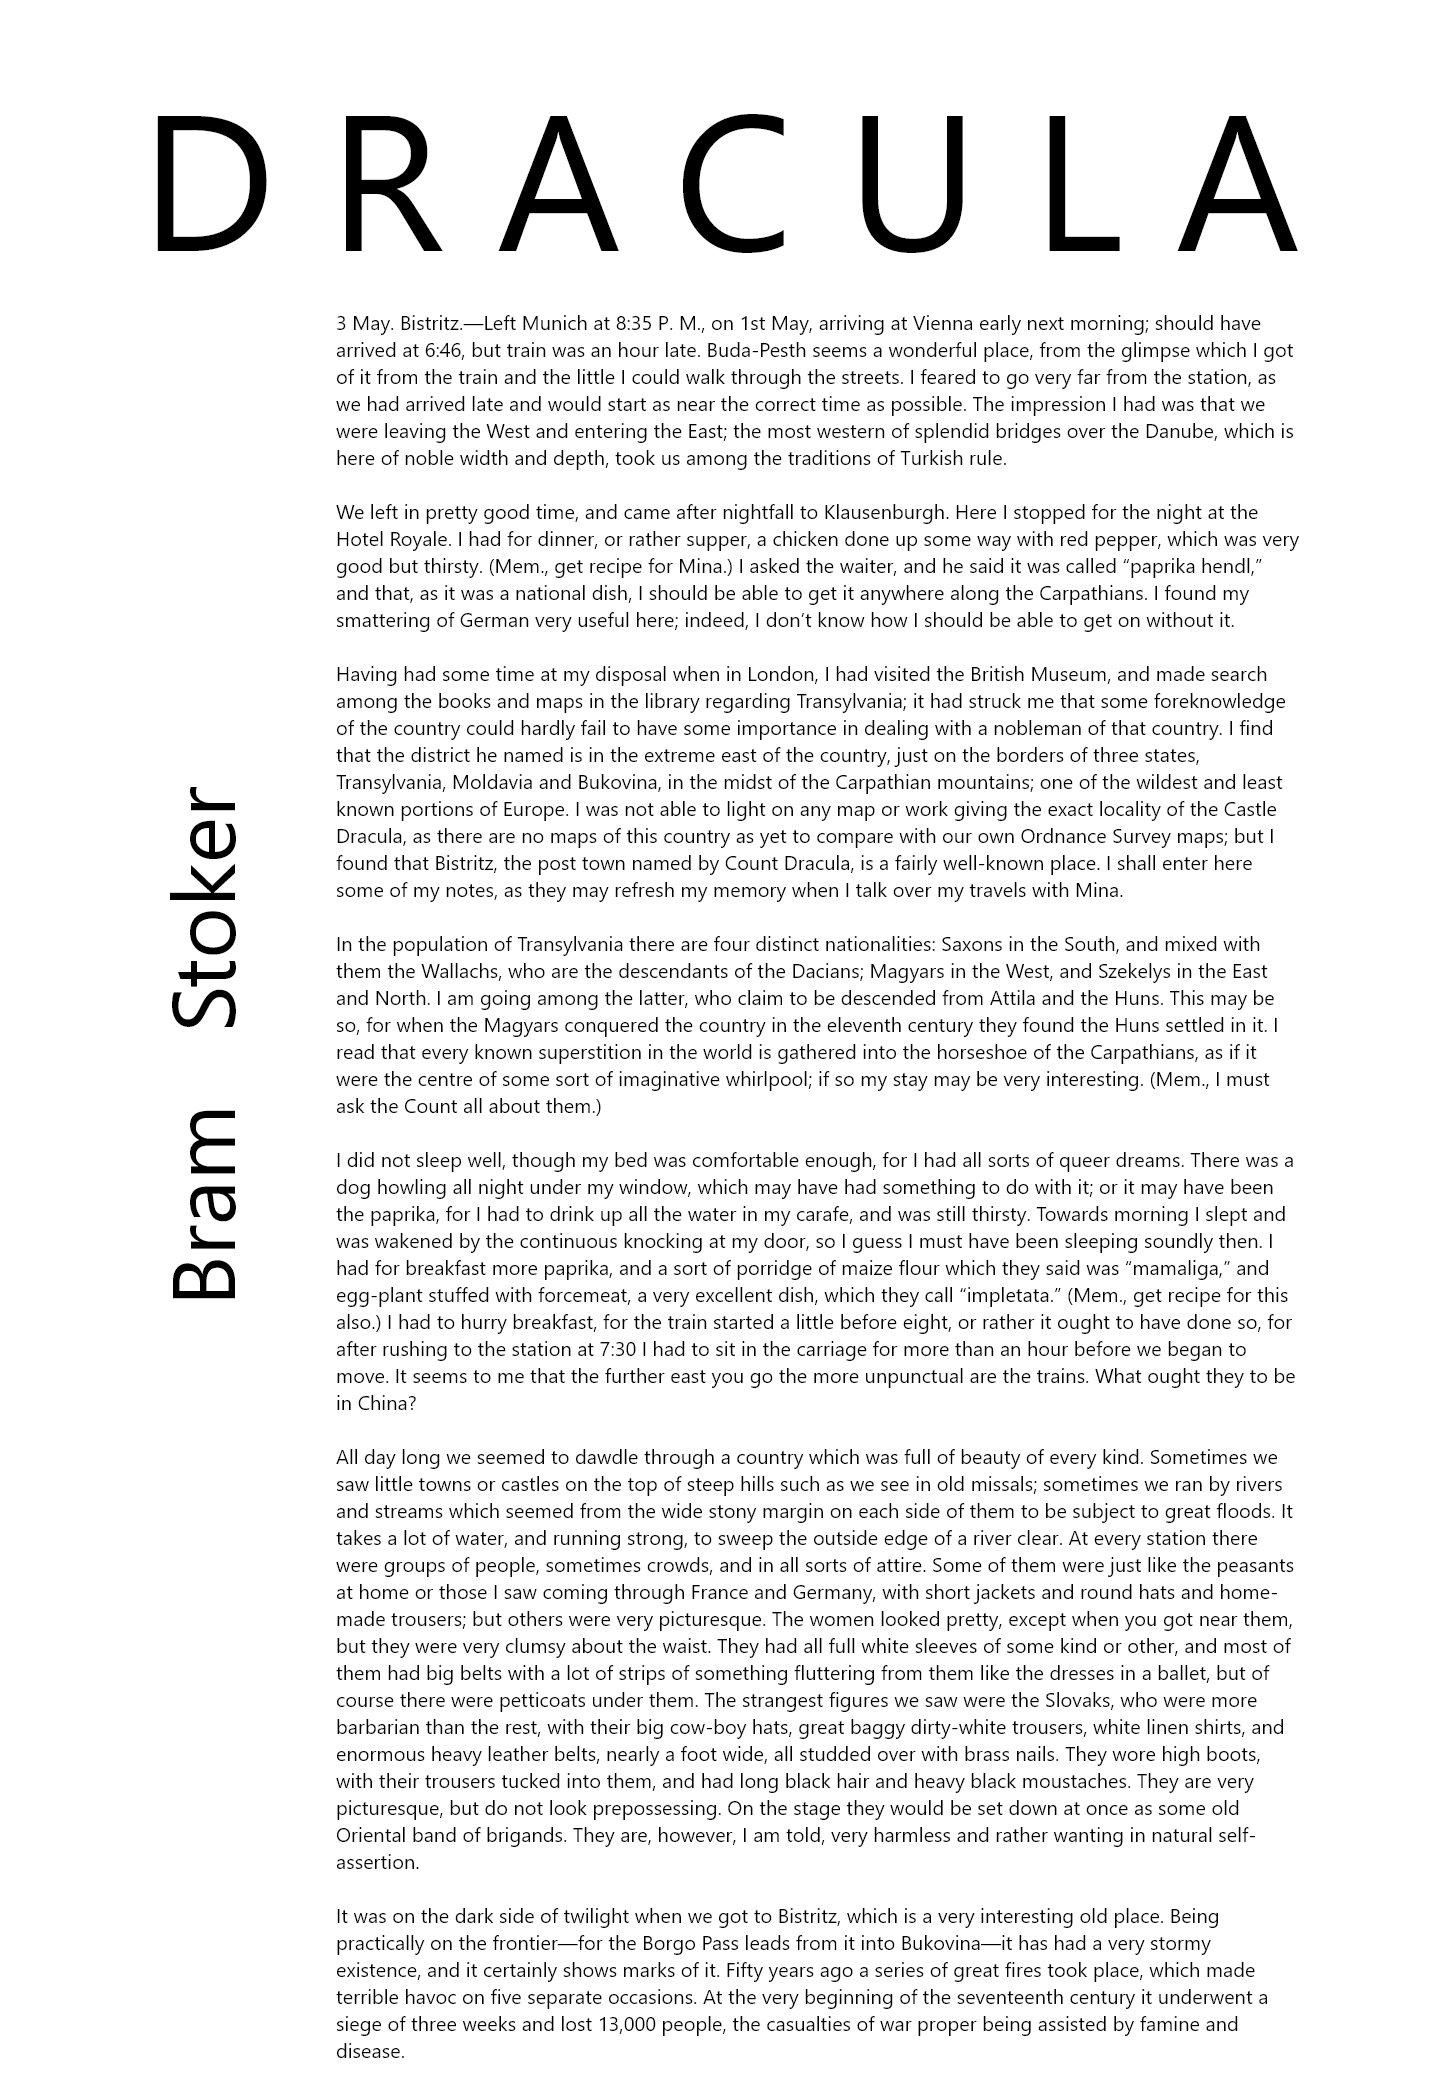 DRACULA
Bram Stoker
3 May. Bistritz.—Left Munich at 8:35 P. M., on 1st May, arriving at Vienna early next morning; should have
arrived at 6:46, but train was an hour late. Buda-Pesth seems a wonderful place, from the glimpse which I got
of it from the train and the little I could walk through the streets. I feared to go very far from the station, as
we had arrived late and would start as near the correct time as possible. The impression I had was that we
were leaving the West and entering the East; the most western of splendid bridges over the Danube, which is
here of noble width and depth, took us among the traditions of Turkish rule.
We left in pretty good time, and came after nightfall to Klausenburgh. Here I stopped for the night at the
Hotel Royale. I had for dinner, or rather supper, a chicken done up some way with red pepper, which was very
good but thirsty. (Mem., get recipe for Mina.) I asked the waiter, and he said it was called “paprika hendl,”
and that, as it was a national dish, I should be able to get it anywhere along the Carpathians. I found my
smattering of German very useful here; indeed, I don’t know how I should be able to get on without it.
Having had some time at my disposal when in London, I had visited the British Museum, and made search
among the books and maps in the library regarding Transylvania; it had struck me that some foreknowledge
of the country could hardly fail to have some importance in dealing with a nobleman of that country. I find
that the district he named is in the extreme east of the country, just on the borders of three states,
Transylvania, Moldavia and Bukovina, in the midst of the Carpathian mountains; one of the wildest and least
known portions of Europe. I was not able to light on any map or work giving the exact locality of the Castle
Dracula, as there are no maps of this country as yet to compare with our own Ordnance Survey maps; but I
found that Bistritz, the post town named by Count Dracula, is a fairly well-known place. I shall enter here
some of my notes, as they may refresh my memory when I talk over my travels with Mina.
In the population of Transylvania there are four distinct nationalities: Saxons in the South, and mixed with
them the Wallachs, who are the descendants of the Dacians; Magyars in the West, and Szekelys in the East
and North. I am going among the latter, who claim to be descended from Attila and the Huns. This may be
so, for when the Magyars conquered the country in the eleventh century they found the Huns settled in it. I
read that every known superstition in the world is gathered into the horseshoe of the Carpathians, as if it
were the centre of some sort of imaginative whirlpool; if so my stay may be very interesting. (Mem., I must
ask the Count all about them.)
I did not sleep well, though my bed was comfortable enough, for I had all sorts of queer dreams. There was a
dog howling all night under my window, which may have had something to do with it; or it may have been
the paprika, for I had to drink up all the water in my carafe, and was still thirsty. Towards morning I slept and
was wakened by the continuous knocking at my door, so I guess I must have been sleeping soundly then. I
had for breakfast more paprika, and a sort of porridge of maize flour which they said was “mamaliga,” and
egg-plant stuffed with forcemeat, a very excellent dish, which they call “impletata.” (Mem., get recipe for this
also.) I had to hurry breakfast, for the train started a little before eight, or rather it ought to have done so, for
after rushing to the station at 7:30 I had to sit in the carriage for more than an hour before we began to
move. It seems to me that the further east you go the more unpunctual are the trains. What ought they to be
in China?
All day long we seemed to dawdle through a country which was full of beauty of every kind. Sometimes we
saw little towns or castles on the top of steep hills such as we see in old missals; sometimes we ran by rivers
and streams which seemed from the wide stony margin on each side of them to be subject to great floods. It
takes a lot of water, and running strong, to sweep the outside edge of a river clear. At every station there
were groups of people, sometimes crowds, and in all sorts of attire. Some of them were just like the peasants
at home or those I saw coming through France and Germany, with short jackets and round hats and home-
made trousers; but others were very picturesque. The women looked pretty, except when you got near them,
but they were very clumsy about the waist. They had all full white sleeves of some kind or other, and most of
them had big belts with a lot of strips of something fluttering from them like the dresses in a ballet, but of
course there were petticoats under them. The strangest figures we saw were the Slovaks, who were more
barbarian than the rest, with their big cow-boy hats, great baggy dirty-white trousers, white linen shirts, and
enormous heavy leather belts, nearly a foot wide, all studded over with brass nails. They wore high boots,
with their trousers tucked into them, and had long black hair and heavy black moustaches. They are very
picturesque, but do not look prepossessing. On the stage they would be set down at once as some old
Oriental band of brigands. They are, however, I am told, very harmless and rather wanting in natural self-
assertion.
It was on the dark side of twilight when we got to Bistritz, which is a very interesting old place. Being
practically on the frontier—for the Borgo Pass leads from it into Bukovina—it has had a very stormy
existence, and it certainly shows marks of it. Fifty years ago a series of great fires took place, which made
terrible havoc on five separate occasions. At the very beginning of the seventeenth century it underwent a
siege of three weeks and lost 13,000 people, the casualties of war proper being assisted by famine and
disease.